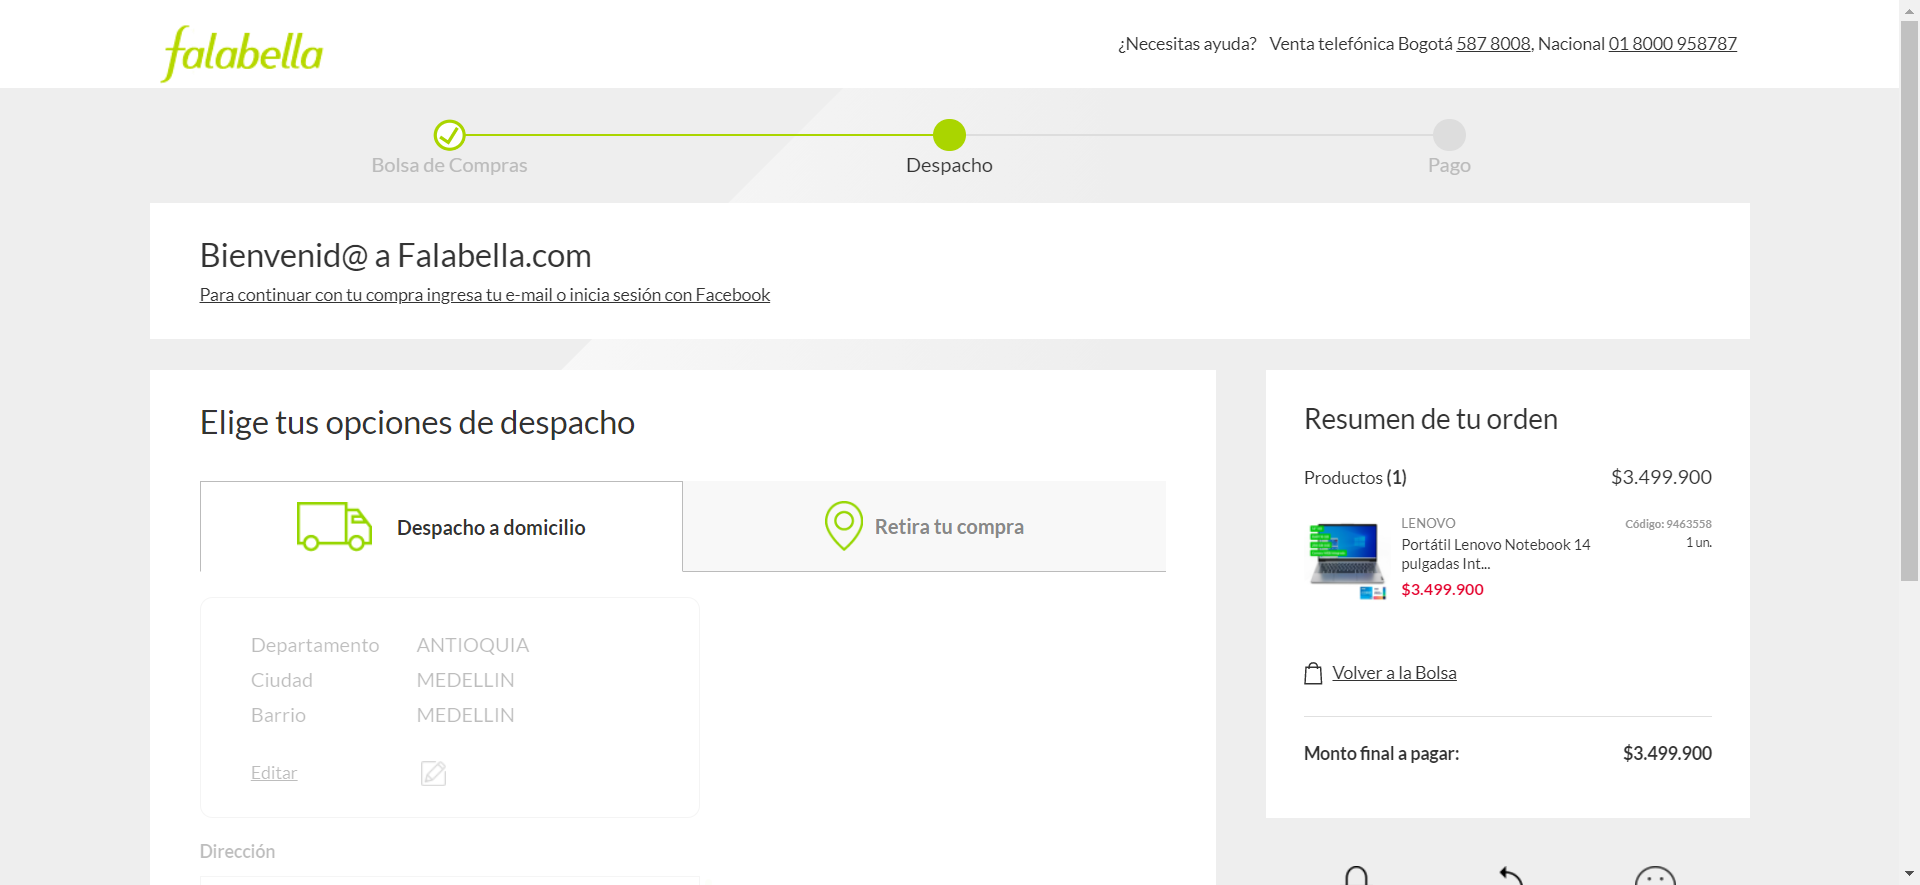 falabella
¿Necesitas ayuda? Venta telefónica Bogotá 587 8008, Nacional 01 8000 958787
Bolsa de Compras
Despacho
Pago
Bienvenid@ a Falabella.com
Para continuar con tu compra ingresa tu e-mail o inicia sesión con Facebook
Elige tus opciones de despacho
Despacho a domicilio
Retira tu compra
Departamento ANTIOQUIA
Ciudad MEDELLIN
Barrio MEDELLIN
Editar
Dirección
Resumen de tu orden
Productos (1) $3.499.900
LENOVO Código: 9463558
Portátil Lenovo Notebook 14 1 un.
pulgadas Int...
$3.499.900
Volver a la Bolsa
Monto final a pagar: $3.499.900